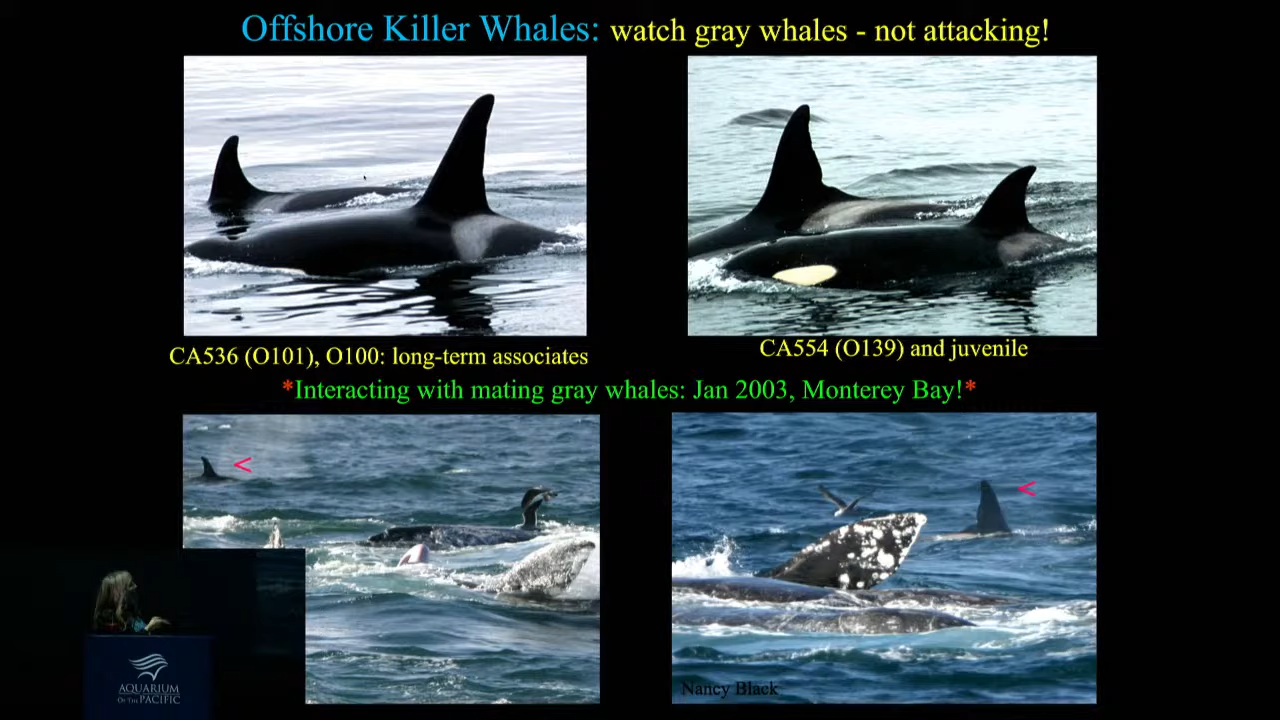 Offshore Killer Whales: watch gray whales - not attacking!
CA536 (O101), O100: long-term associates
CA554 (O139) and juvenile
*Interacting with mating gray whales: Jan 2003, Monterey Bay!*
<
<
Nancy Black
AQUARIUM
OF THE PACIFIC